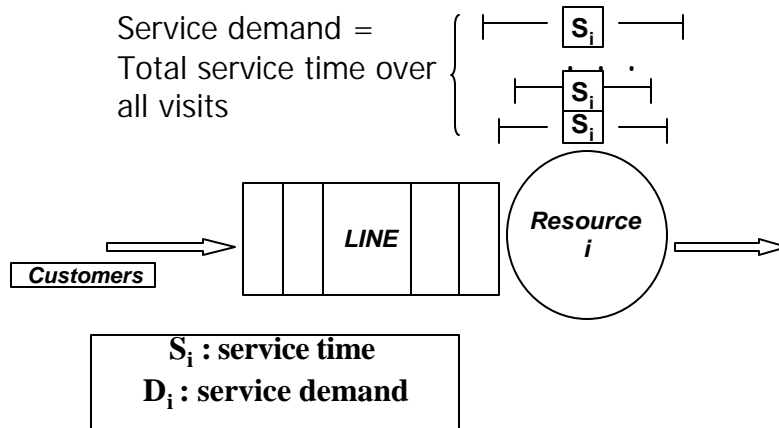 Service demand =
Total service time over
all visits
Si
. . .
Si
Si
LINE
Resource
i
Customers
Si : service time
Di : service demand